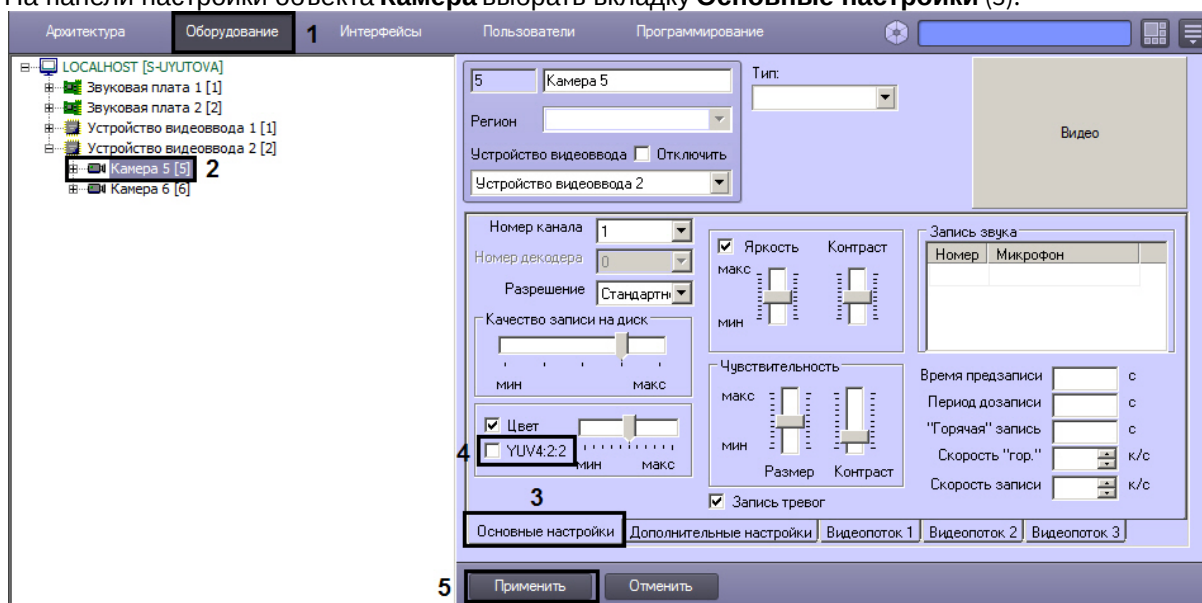 На панели настройки объекта Камера выбрать вкладку Основные настройки (3).
Архитектура Оборудование 1 Интерфейсы Пользователи Программирование
LOCALHOST [S-UYUTOVA]
Звуковая плата 1 [1]
Звуковая плата 2 [2]
Устройство видеоввода 1 [1]
Устройство видеоввода 2 [2]
Камера 5 [5] 2
Камера 6 [6]
5 Камера 5
Тип:
Регион
Устройство видеоввода Отключить
Устройство видеоввода 2
Видео
Номер канала 1
Номер декодера 0
Разрешение Стандартн
Качество записи на диск
мин макс
Цвет
4 YUV4:2:2
мин макс
Яркость Контраст
макс
мин
Чувствительность
макс
мин
Размер Контраст
Запись тревог
Запись звука
Номер Микрофон
Время предзаписи с
Период дозаписи с
"Горячая" запись с
Скорость "гор." к/с
Скорость записи к/с
3
Основные настройки Дополнительные настройки Видеопоток 1 Видеопоток 2 Видеопоток 3
5 Применить Отменить